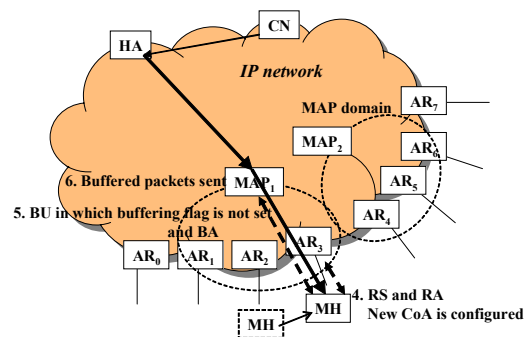 CN
HA
IP network
AR7
MAP domain
MAP2
AR6
6. Buffered packets sent
MAP1
AR5
5. BU in which buffering flag is not set
and BA
AR4
AR3
AR0
AR1
AR2
4. RS and RA
New CoA is configured
MH
MH